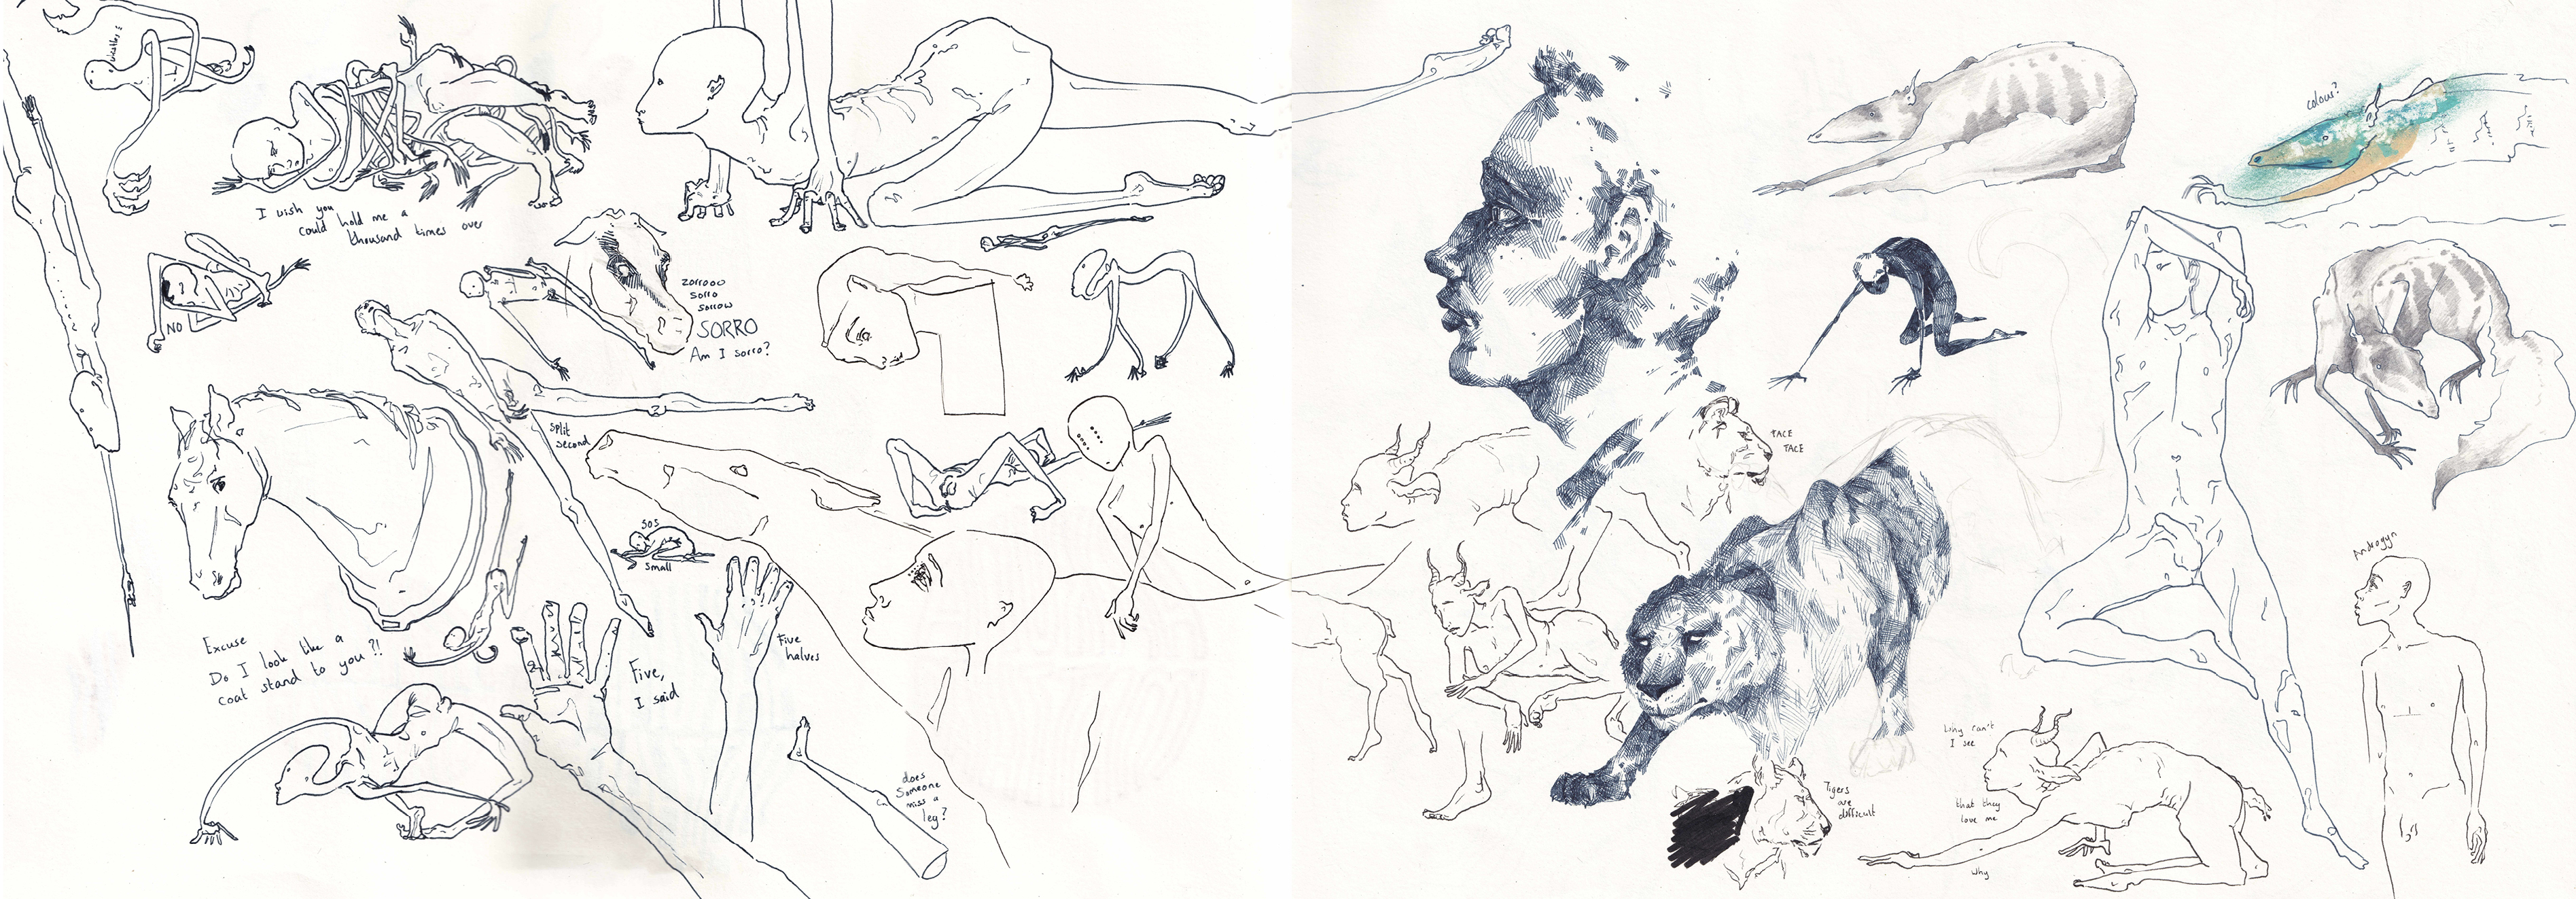 I wish you
could hold me a
thousand times over
NO
zorrooo
sorro
sorrow
SORRO
Am I sorro?
split
second
SOS
small
Excuse
Do I look like a
coat stand to you?!
Five,
I said
Five
halves
does
someone
miss a
leg?
colour?
FACE
TACE
Androgyn
Why can't
I see
that they
love me
why
Tigers
are
difficult